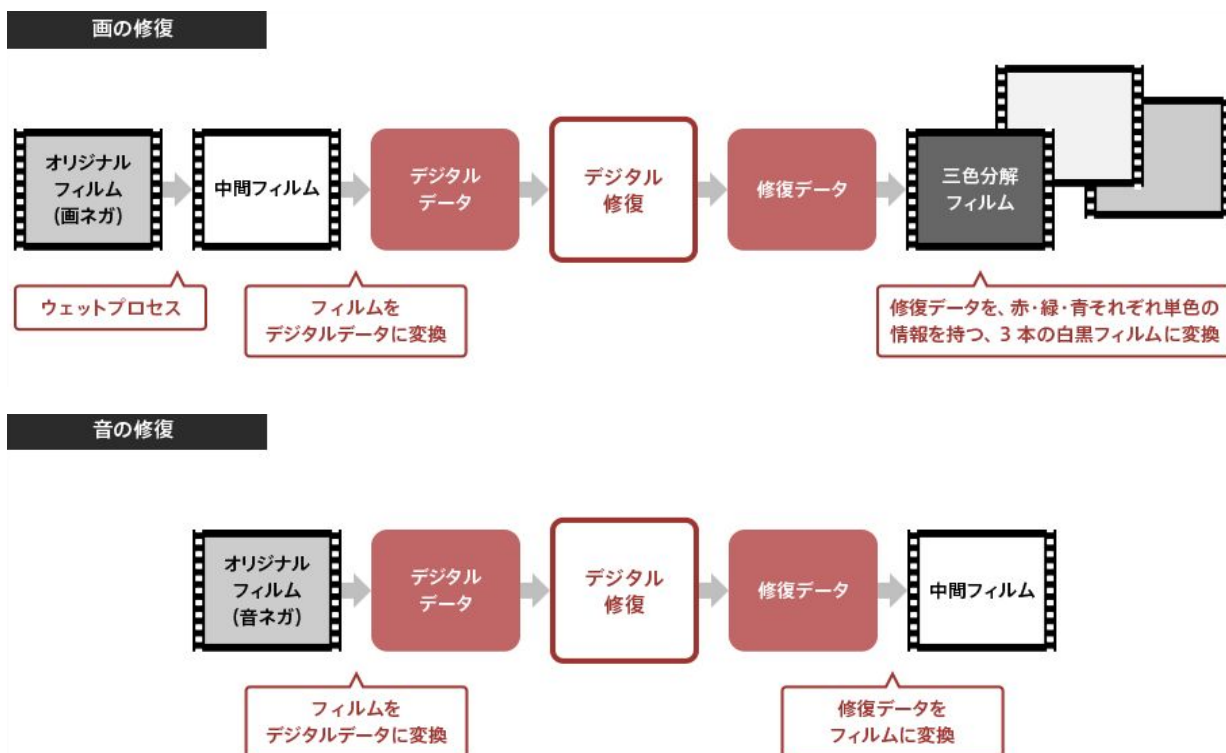 画の修復
オリジナル
フィルム
(画ネガ)
中間フィルム
デジタル
データ
デジタル
修復
修復データ
三色分解
フィルム
ウェットプロセス
フィルムを
デジタルデータに変換
修復データを、赤・緑・青それぞれ単色の
情報を持つ、3本の白黒フィルムに変換
音の修復
オリジナル
フィルム
(音ネガ)
デジタル
データ
デジタル
修復
修復データ
中間フィルム
フィルムを
デジタルデータに変換
修復データを
フィルムに変換